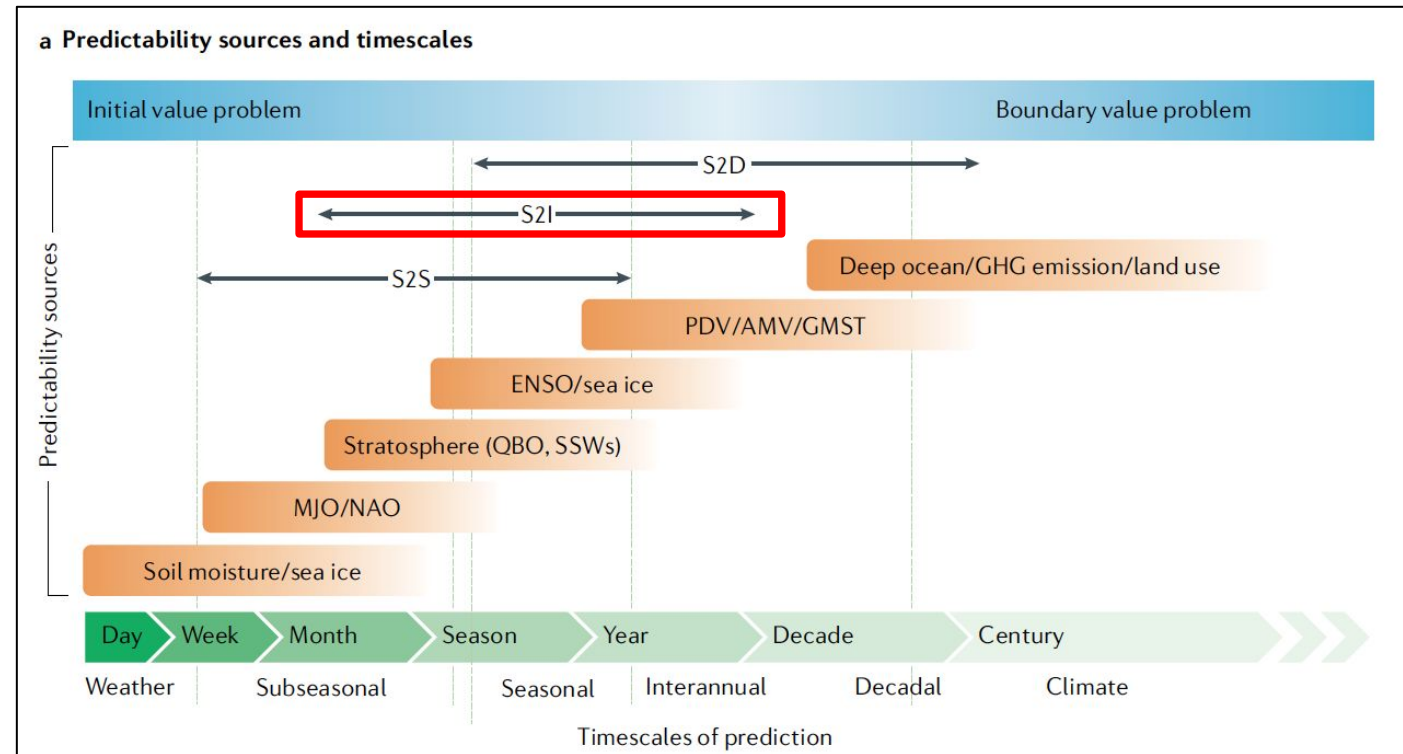 a Predictability sources and timescales
Initial value problem
Boundary value problem
S2D
S2I
S2S
Deep ocean/GHG emission/land use
PDV/AMV/GMST
ENSO/sea ice
Stratosphere (QBO, SSWs)
MJO/NAO
Soil moisture/sea ice
Predictability sources
Day Week Month Season Year Decade Century
Weather Subseasonal Seasonal Interannual Decadal Climate
Timescales of prediction